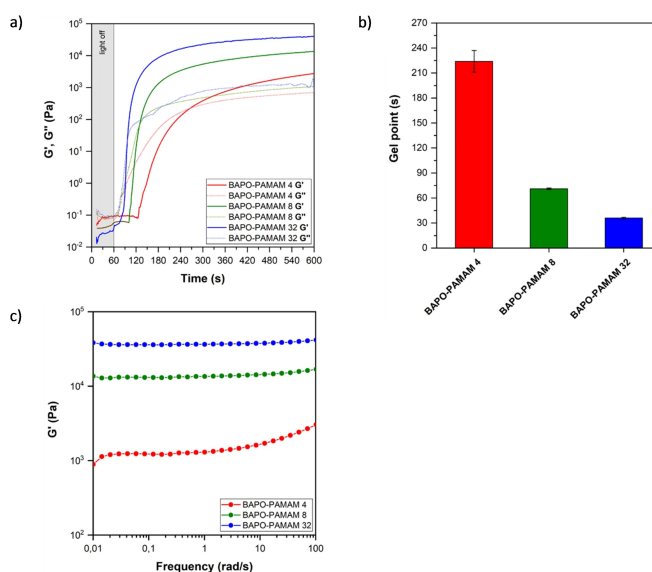 a)
G', G'' (Pa)
10⁵
10⁴
10³
10²
10¹
10⁰
10⁻¹
10⁻²
light off
BAPO-PAMAM 4 G'
BAPO-PAMAM 4 G''
BAPO-PAMAM 8 G'
BAPO-PAMAM 8 G''
BAPO-PAMAM 32 G'
BAPO-PAMAM 32 G''
0 60 120 180 240 300 360 420 480 540 600
Time (s)
b)
Gel point (s)
270
240
210
180
150
120
90
60
30
0
BAPO-PAMAM 4
BAPO-PAMAM 8
BAPO-PAMAM 32
c)
G' (Pa)
10⁵
10⁴
10³
10²
BAPO-PAMAM 4
BAPO-PAMAM 8
BAPO-PAMAM 32
0,01 0,1 1 10 100
Frequency (rad/s)